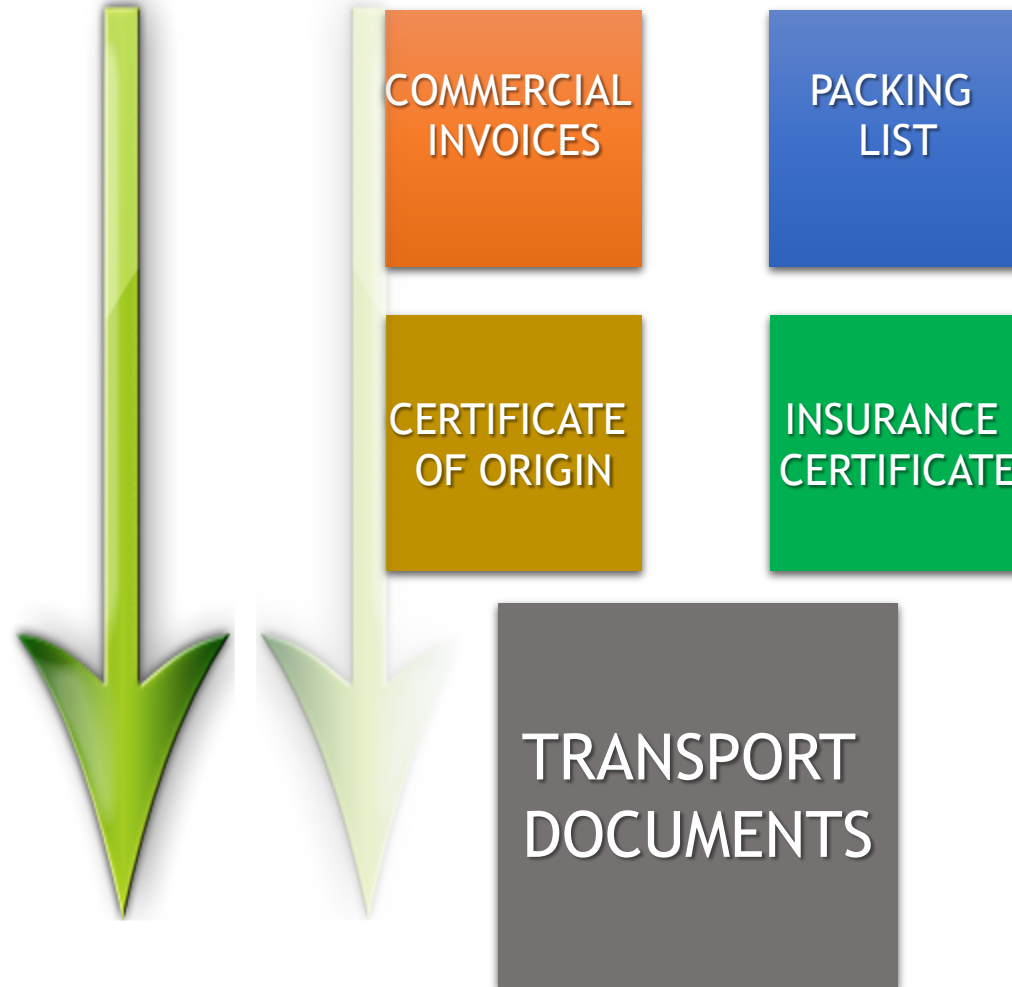 COMMERCIAL
INVOICES
PACKING
LIST
CERTIFICATE
OF ORIGIN
INSURANCE
CERTIFICATE
TRANSPORT
DOCUMENTS